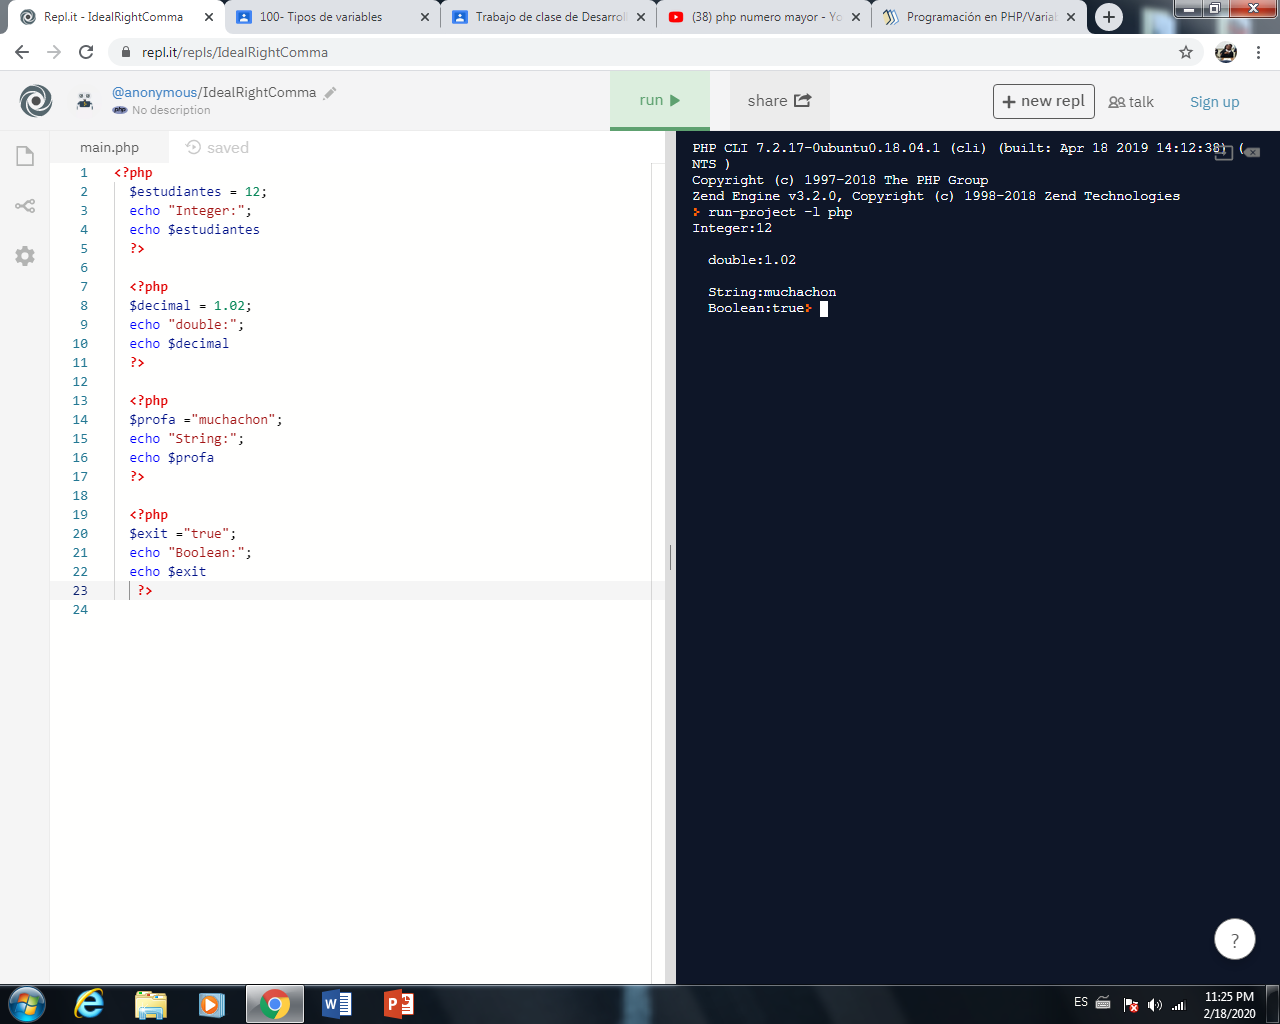 Repl.it - IdealRightComma
100- Tipos de variables
Trabajo de clase de Desarrol
(38) php numero mayor - Yo
Programación en PHP/Varia
repl.it/repls/IdealRightComma
@anonymous/IdealRightComma
php No description
run
share
+ new repl
talk
Sign up
main.php
saved
1 <?php
2 $estudiantes = 12;
3 echo "Integer:";
4 echo $estudiantes
5 ?>
6
7 <?php
8 $decimal = 1.02;
9 echo "double:";
10 echo $decimal
11 ?>
12
13 <?php
14 $profa ="muchachon";
15 echo "String:";
16 echo $profa
17 ?>
18
19 <?php
20 $exit ="true";
21 echo "Boolean:";
22 echo $exit
23 ?>
24
PHP CLI 7.2.17-0ubuntu0.18.04.1 (cli) (built: Apr 18 2019 14:12:38) (
NTS )
Copyright (c) 1997-2018 The PHP Group
Zend Engine v3.2.0, Copyright (c) 1998-2018 Zend Technologies
run-project -l php
Integer:12
double:1.02
String:muchachon
Boolean:true
?
ES
11:25 PM
2/18/2020